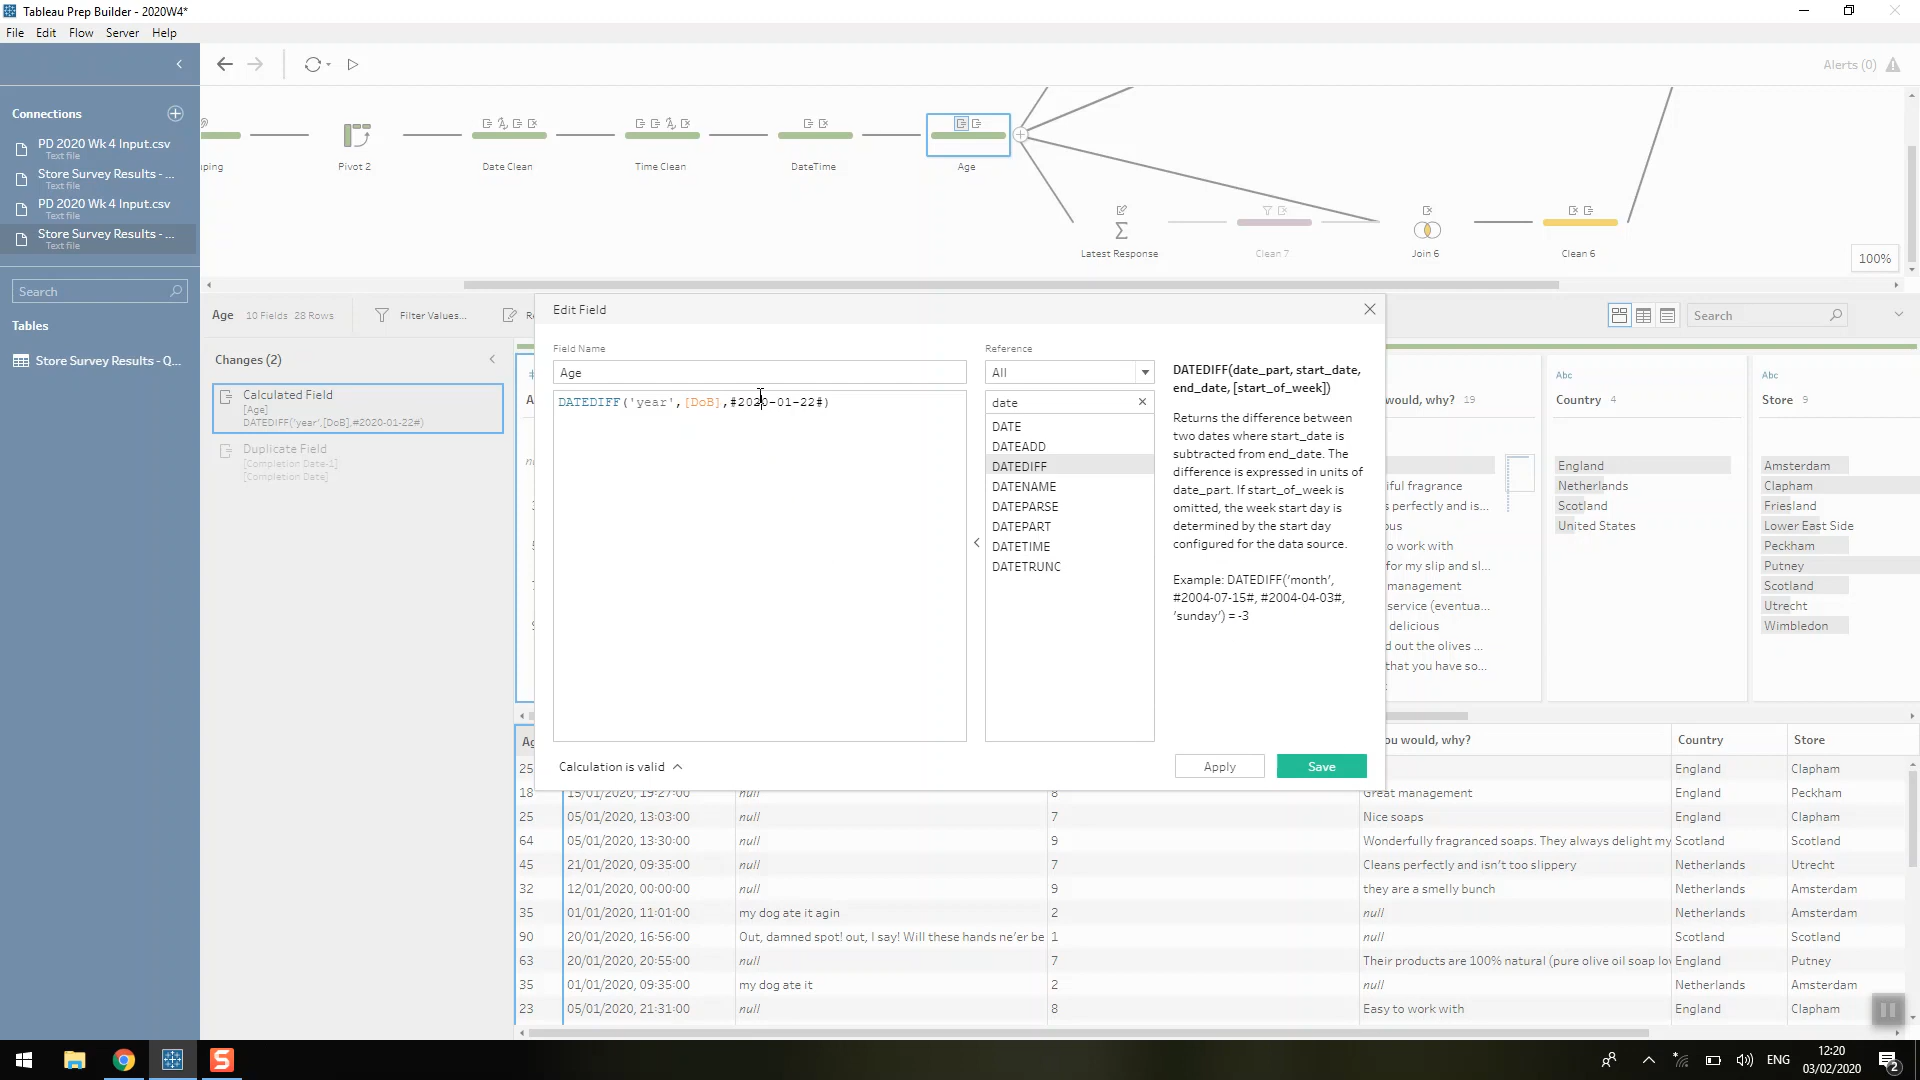 Tableau Prep Builder - 2020W4*
File Edit Flow Server Help
Alerts (0)
Connections
PD 2020 Wk 4 Input.csv
Text file
Store Survey Results - ...
Text file
PD 2020 Wk 4 Input.csv
Text file
Store Survey Results - ...
Text file
Search
Tables
Store Survey Results - Q...
ping
Pivot 2
Date Clean
Time Clean
DateTime
Age
Latest Response
Clean 7
Join 6
Clean 6
100%
Age 10 Fields 28 Rows
Filter Values...
Search
Changes (2)
Calculated Field
[Age]
DATEDIFF('year',[DoB],#2020-01-22#)
Duplicate Field
[Completion Date-1]
[Completion Date]
Edit Field
Field Name
Age
DATEDIFF('year',[DoB],#2020-01-22#)
Calculation is valid
Reference
All
date
DATE
DATEADD
DATEDIFF
DATENAME
DATEPARSE
DATEPART
DATETIME
DATETRUNC
DATEDIFF(date_part, start_date,
end_date, [start_of_week])
Returns the difference between
two dates where start_date is
subtracted from end_date. The
difference is expressed in units of
date_part. If start_of_week is
omitted, the week start day is
determined by the start day
configured for the data source.
Example: DATEDIFF('month',
#2004-07-15#, #2004-04-03#,
'sunday') = -3
Apply
Save
would, why? 19
iful fragrance
perfectly and is...
ous
o work with
for my slip and sl...
management
service (eventua...
delicious
d out the olives ...
that you have so...
Abc
Country 4
England
Netherlands
Scotland
United States
Abc
Store 9
Amsterdam
Clapham
Friesland
Lower East Side
Peckham
Putney
Scotland
Utrecht
Wimbledon
ou would, why? Country Store
25 England Clapham
18 15/01/2020, 19:27:00 null 8 Great management England Peckham
25 05/01/2020, 13:03:00 null 7 Nice soaps England Clapham
64 05/01/2020, 13:30:00 null 9 Wonderfully fragranced soaps. They always delight my Scotland Scotland
45 21/01/2020, 09:35:00 null 7 Cleans perfectly and isn't too slippery Netherlands Utrecht
32 12/01/2020, 00:00:00 null 9 they are a smelly bunch Netherlands Amsterdam
35 01/01/2020, 11:01:00 my dog ate it agin 2 null Netherlands Amsterdam
90 20/01/2020, 16:56:00 Out, damned spot! out, I say! Will these hands ne'er be 1 null Scotland Scotland
63 20/01/2020, 20:55:00 null 7 Their products are 100% natural (pure olive oil soap lov England Putney
35 01/01/2020, 09:35:00 my dog ate it 2 null Netherlands Amsterdam
23 05/01/2020, 21:31:00 null 8 Easy to work with England Clapham
ENG
12:20
03/02/2020
2